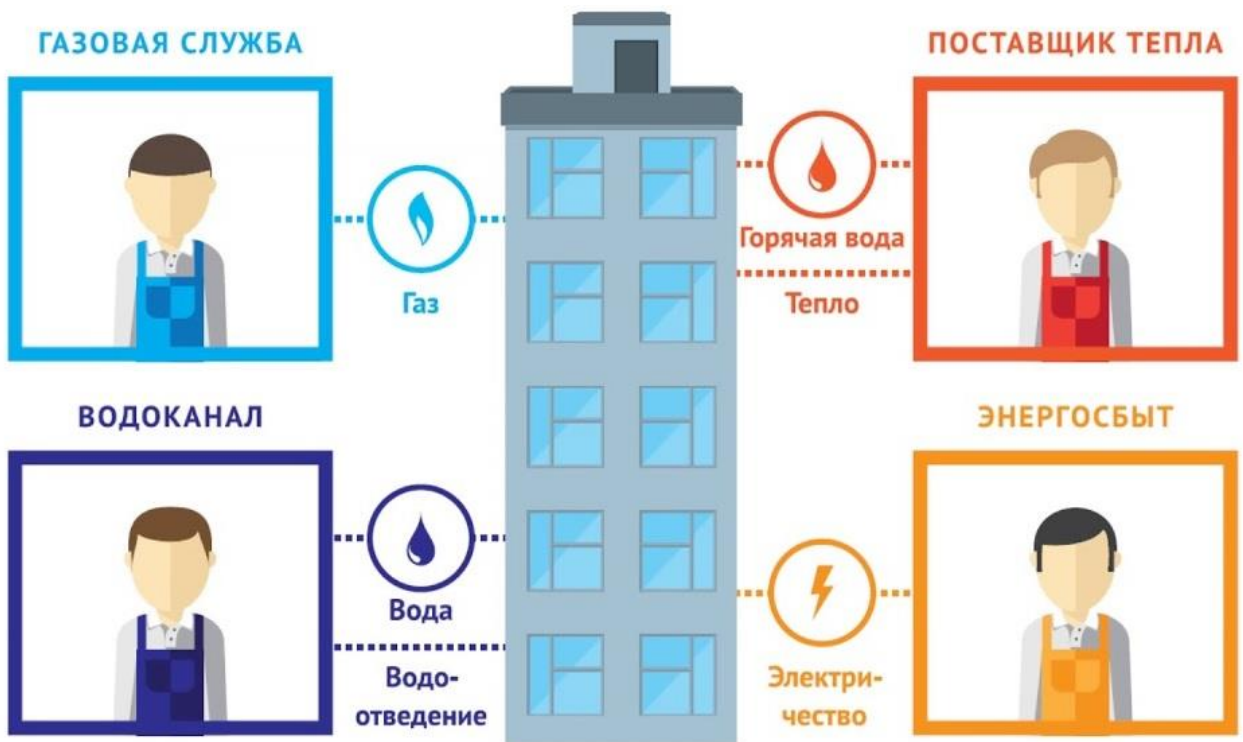 ГАЗОВАЯ СЛУЖБА
Газ
ПОСТАВЩИК ТЕПЛА
Горячая вода
Тепло
ВОДОКАНАЛ
Вода
Водо-
отведение
ЭНЕРГОСБЫТ
Электри-
чество